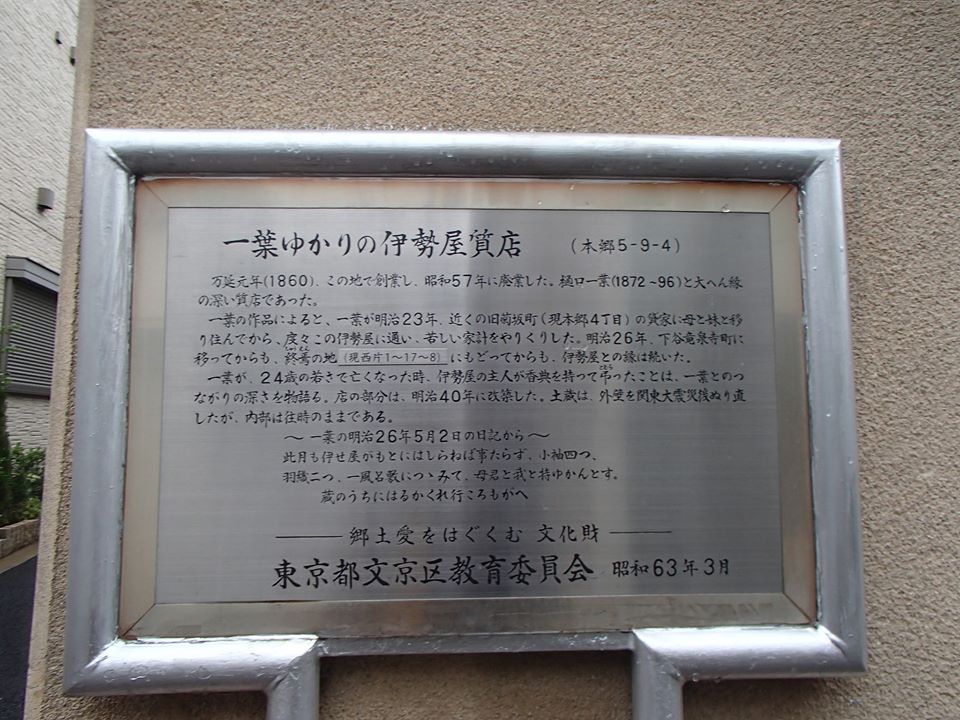 一葉ゆかりの伊勢屋質店 (本郷5-9-4)
万延元年(1860)、この地で創業し、昭和57年に廃業した。樋口一葉(1872~96)と大へん縁
の深い質店であった。
一葉の作品によると、一葉が明治23年、近くの旧菊坂町(現本郷4丁目)の貸家に母と妹と移
り住んでから、度々この伊勢屋に通い、苦しい家計をやりくりした。明治26年、下谷竜泉寺町に
移ってからも、終焉の地(現西片1〜17〜8)にもどってからも、伊勢屋との縁は続いた。
一葉が、24歳の若さで亡くなった時、伊勢屋の主人が香典を持って弔ったことは、一葉とのつ
ながりの深さを物語る。店の部分は、明治40年に改築した。土蔵は、外壁を関東大震災後ぬり直
したが、内部は往時のままである。
〜一葉の明治26年5月2日の日記から〜
此月も伊せ屋がもとにはしらねば事たらず、小袖四つ、
羽織二つ、一風呂敷につゝみて、母君と我と持ゆかんとす。
蔵のうちにはるかくれ行ころもがへ
郷土愛をはぐくむ 文化財
東京都文京区教育委員会 昭和63年3月